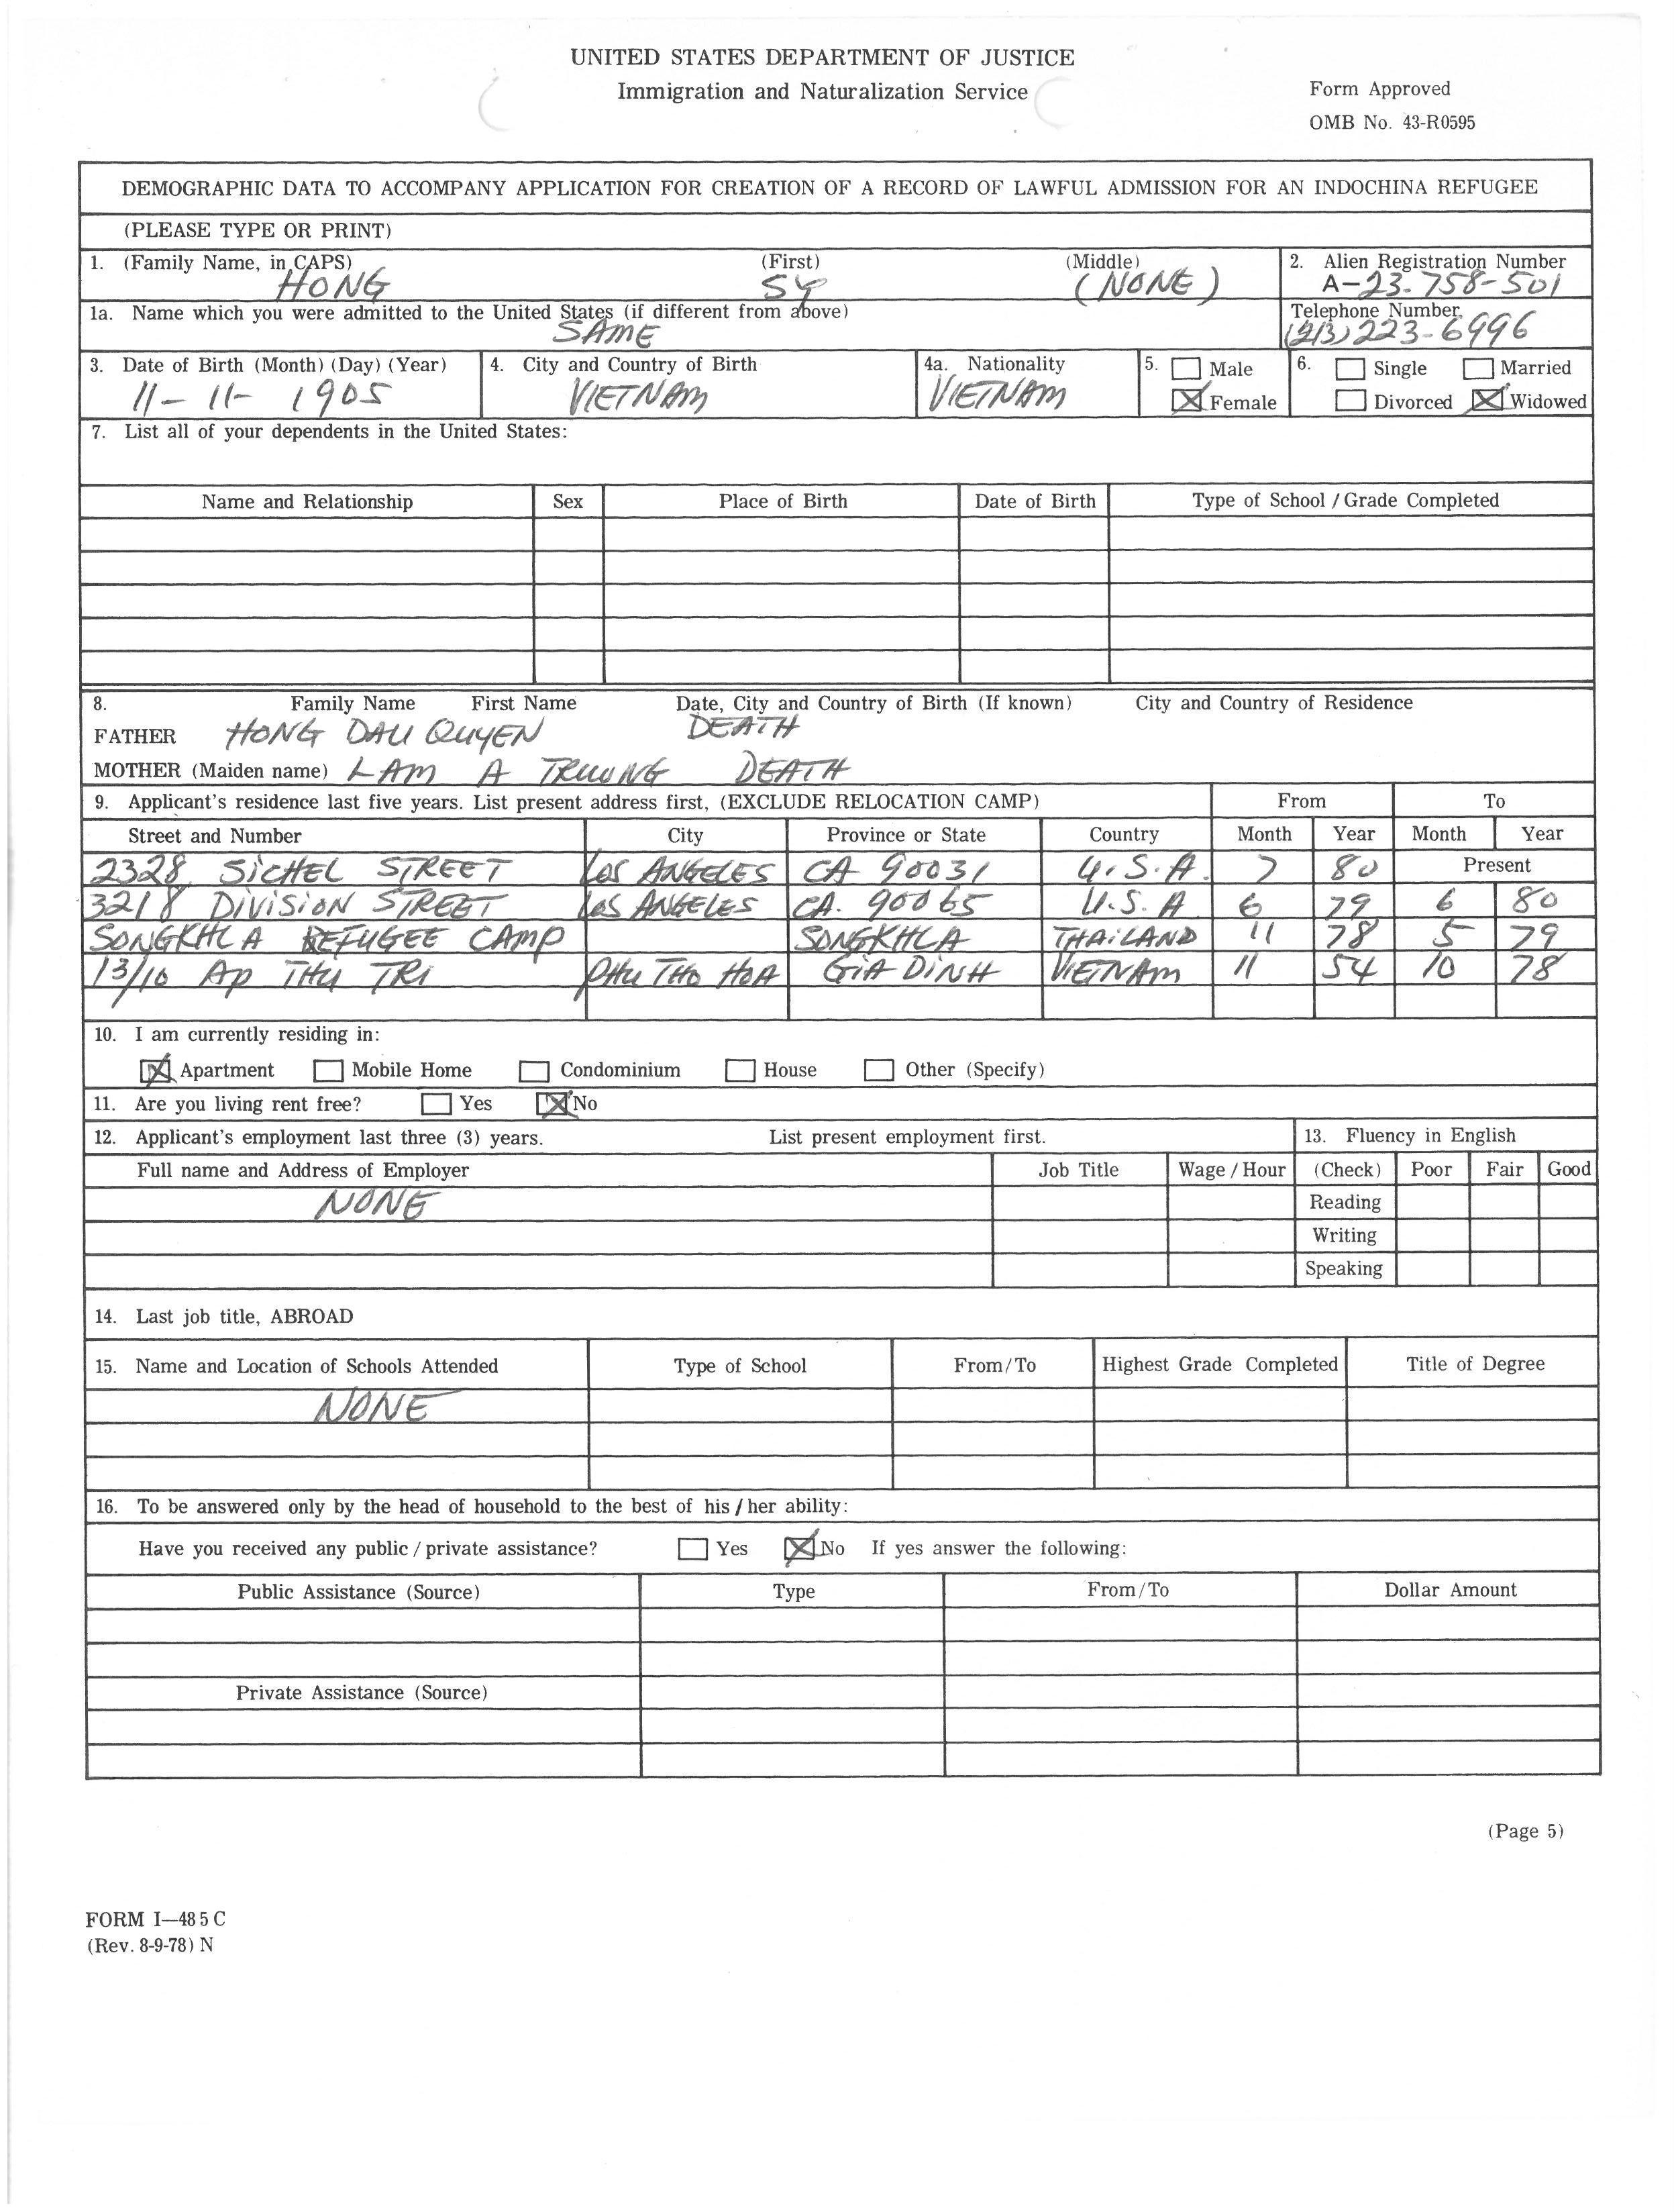 UNITED STATES DEPARTMENT OF JUSTICE
Immigration and Naturalization Service
Form Approved
OMB No. 43-R0595
DEMOGRAPHIC DATA TO ACCOMPANY APPLICATION FOR CREATION OF A RECORD OF LAWFUL ADMISSION FOR AN INDOCHINA REFUGEE
(PLEASE TYPE OR PRINT)
1. (Family Name, in CAPS) (First) (Middle) 2. Alien Registration Number
HONG SY (NONE) A-23-758-501
1a. Name which you were admitted to the United States (if different from above) Telephone Number
SAME (213) 223-6996
3. Date of Birth (Month) (Day) (Year) 4. City and Country of Birth 4a. Nationality 5. Male 6. Single Married
11-11-1905 VIETNAM VIETNAM X Female Divorced X Widowed
7. List all of your dependents in the United States:
Name and Relationship Sex Place of Birth Date of Birth Type of School / Grade Completed
8. Family Name First Name Date, City and Country of Birth (If known) City and Country of Residence
FATHER HONG DAU QUYEN DEATH
MOTHER (Maiden name) LAM A TRUUNG DEATH
9. Applicant's residence last five years. List present address first, (EXCLUDE RELOCATION CAMP) From To
Street and Number City Province or State Country Month Year Month Year
2328 SICHEL STREET LOS ANGELES CA 90031 U.S.A. 7 80 Present
3218 DIVISION STREET LOS ANGELES CA. 90065 U.S.A 6 79 6 80
SONGKHLA REFUGEE CAMP SONGKHLA THAILAND 11 78 5 79
13/10 AP THU TRI PHU THO HOA GIA DINH VIETNAM 11 54 10 78
10. I am currently residing in:
X Apartment Mobile Home Condominium House Other (Specify)
11. Are you living rent free? Yes X No
12. Applicant's employment last three (3) years. List present employment first. 13. Fluency in English
Full name and Address of Employer Job Title Wage / Hour (Check) Poor Fair Good
NONE Reading
Writing
Speaking
14. Last job title, ABROAD
15. Name and Location of Schools Attended Type of School From/To Highest Grade Completed Title of Degree
NONE
16. To be answered only by the head of household to the best of his / her ability:
Have you received any public / private assistance? Yes X No If yes answer the following:
Public Assistance (Source) Type From/To Dollar Amount
Private Assistance (Source)
(Page 5)
FORM I-485 C
(Rev. 8-9-78) N